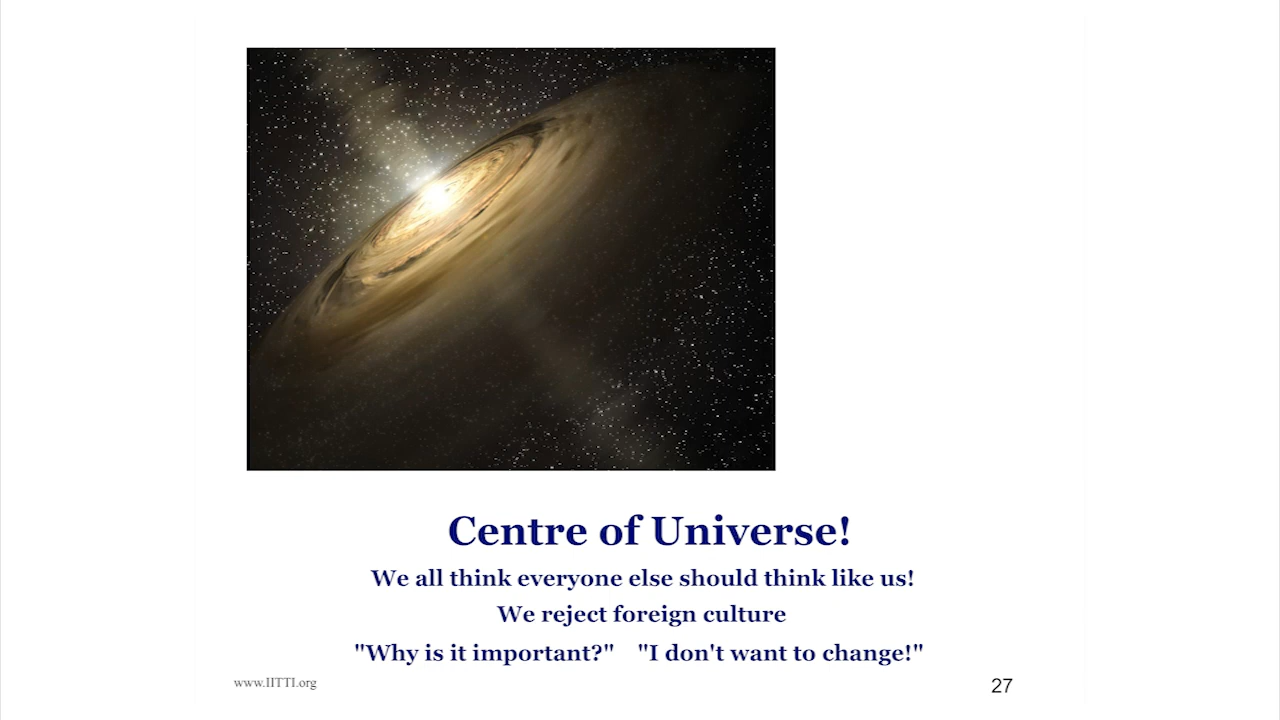 Centre of Universe!
We all think everyone else should think like us!
We reject foreign culture
"Why is it important?" "I don't want to change!"
www.IITTI.org
27